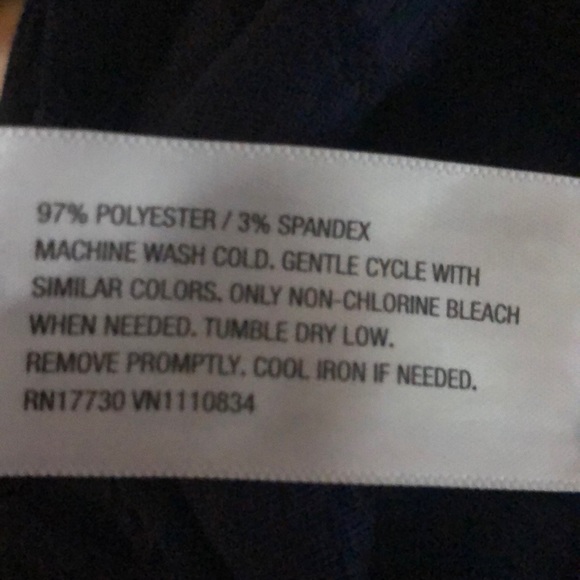 97% POLYESTER / 3% SPANDEX
MACHINE WASH COLD. GENTLE CYCLE WITH
SIMILAR COLORS. ONLY NON-CHLORINE BLEACH
WHEN NEEDED. TUMBLE DRY LOW.
REMOVE PROMPTLY. COOL IRON IF NEEDED.
RN17730 VN1110834